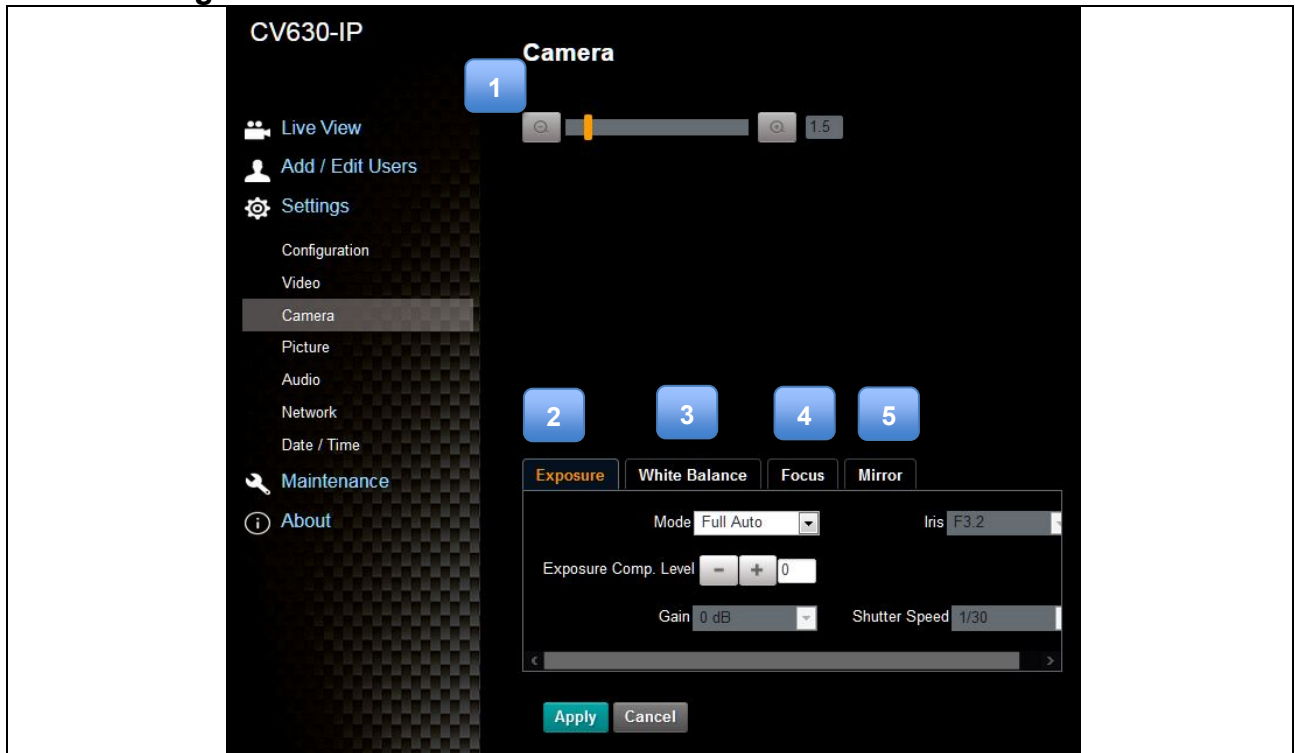 CV630-IP
Camera
1
1.5
Live View
Add / Edit Users
Settings
Configuration
Video
Camera
Picture
Audio
Network
Date / Time
Maintenance
About
2 3 4 5
Exposure White Balance Focus Mirror
Mode Full Auto Iris F3.2
Exposure Comp. Level - + 0
Gain 0 dB Shutter Speed 1/30
Apply Cancel